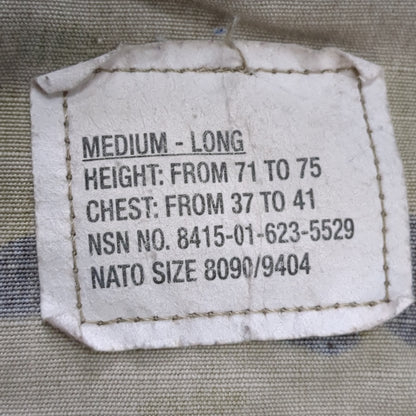 MEDIUM - LONG
HEIGHT: FROM 71 TO 75
CHEST: FROM 37 TO 41
NSN NO. 8415-01-623-5529
NATO SIZE 8090/9404